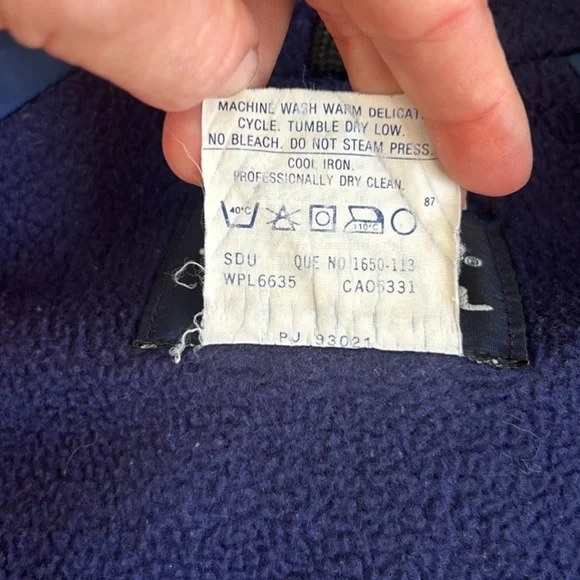 MACHINE WASH WARM DELICAT
CYCLE. TUMBLE DRY LOW.
NO BLEACH. DO NOT STEAM PRESS.
COOL IRON.
PROFESSIONALLY DRY CLEAN.
87
40°C
110°C
SDU QUE NO 1650-113
WPL6635 CA05331
PJ 93021
®